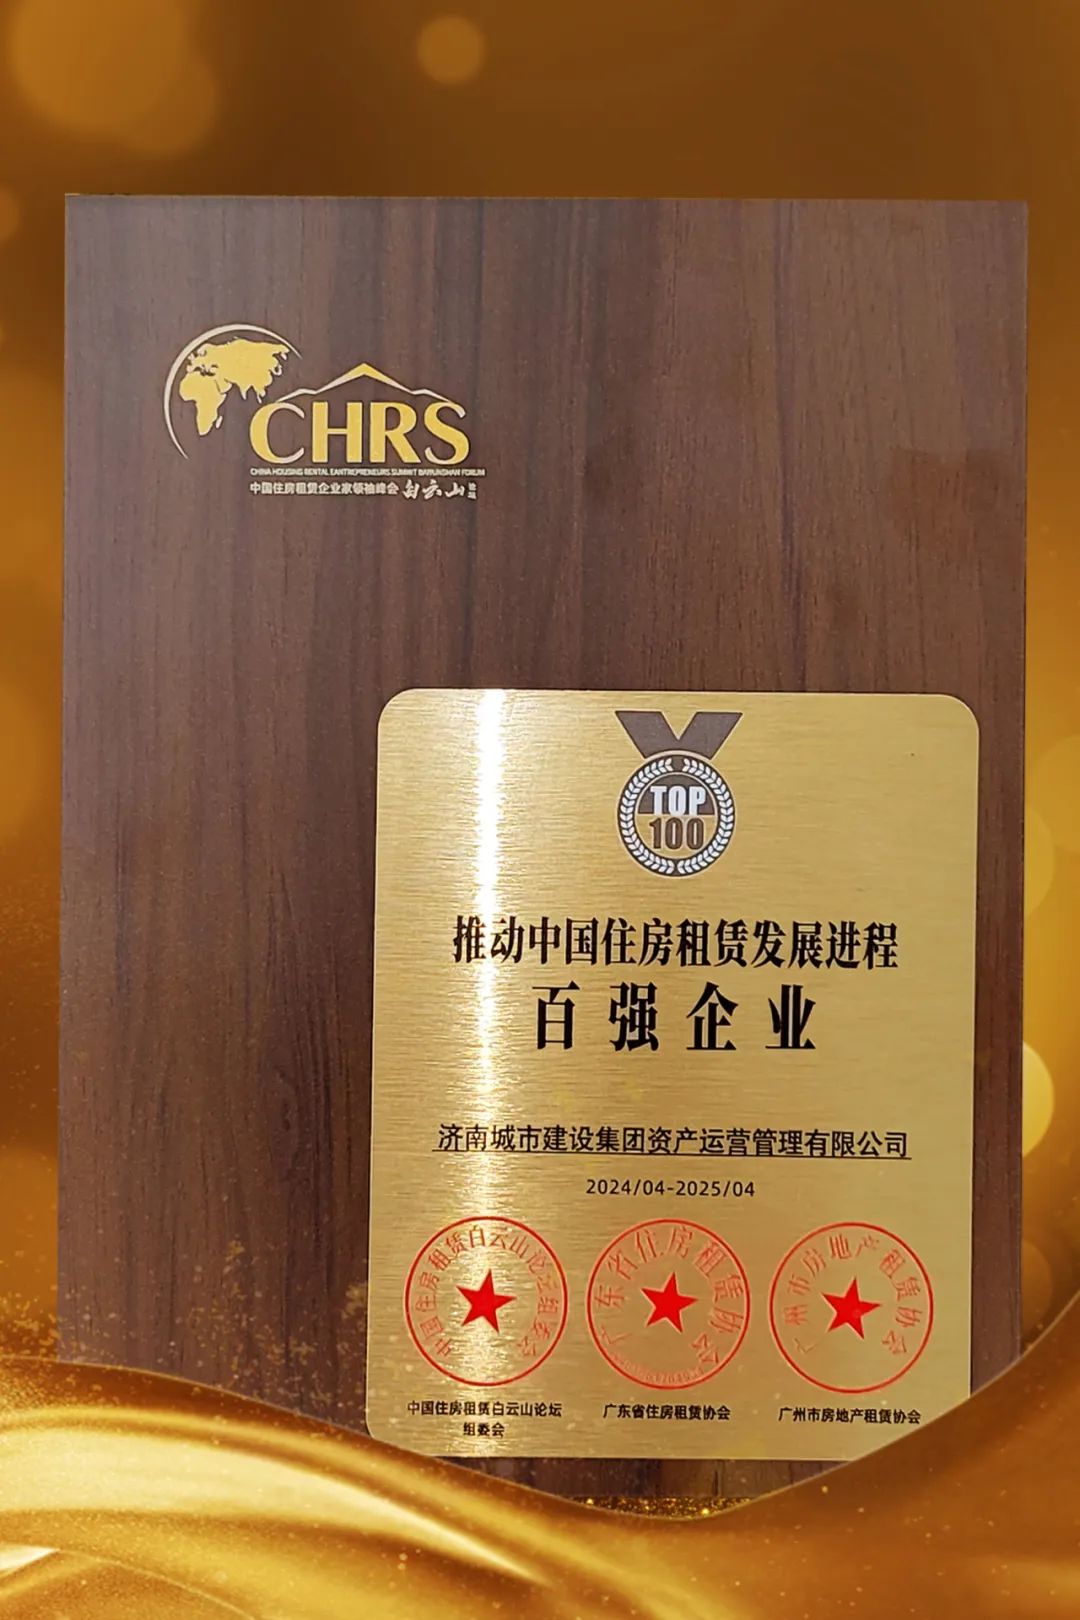 CHRS
CHINA HOUSING RENTAL EANTREPRENEURS SUMMIT BAIYUNSHAN FORUM
中国住房租赁企业家领袖峰会 白云山 论坛
TOP
100
推动中国住房租赁发展进程
百强企业
济南城市建设集团资产运营管理有限公司
2024/04-2025/04
中国住房租赁白云山论坛组委会
广东省住房租赁协会
广州市房地产租赁协会
中国住房租赁白云山论坛
组委会
广东省住房租赁协会
广州市房地产租赁协会